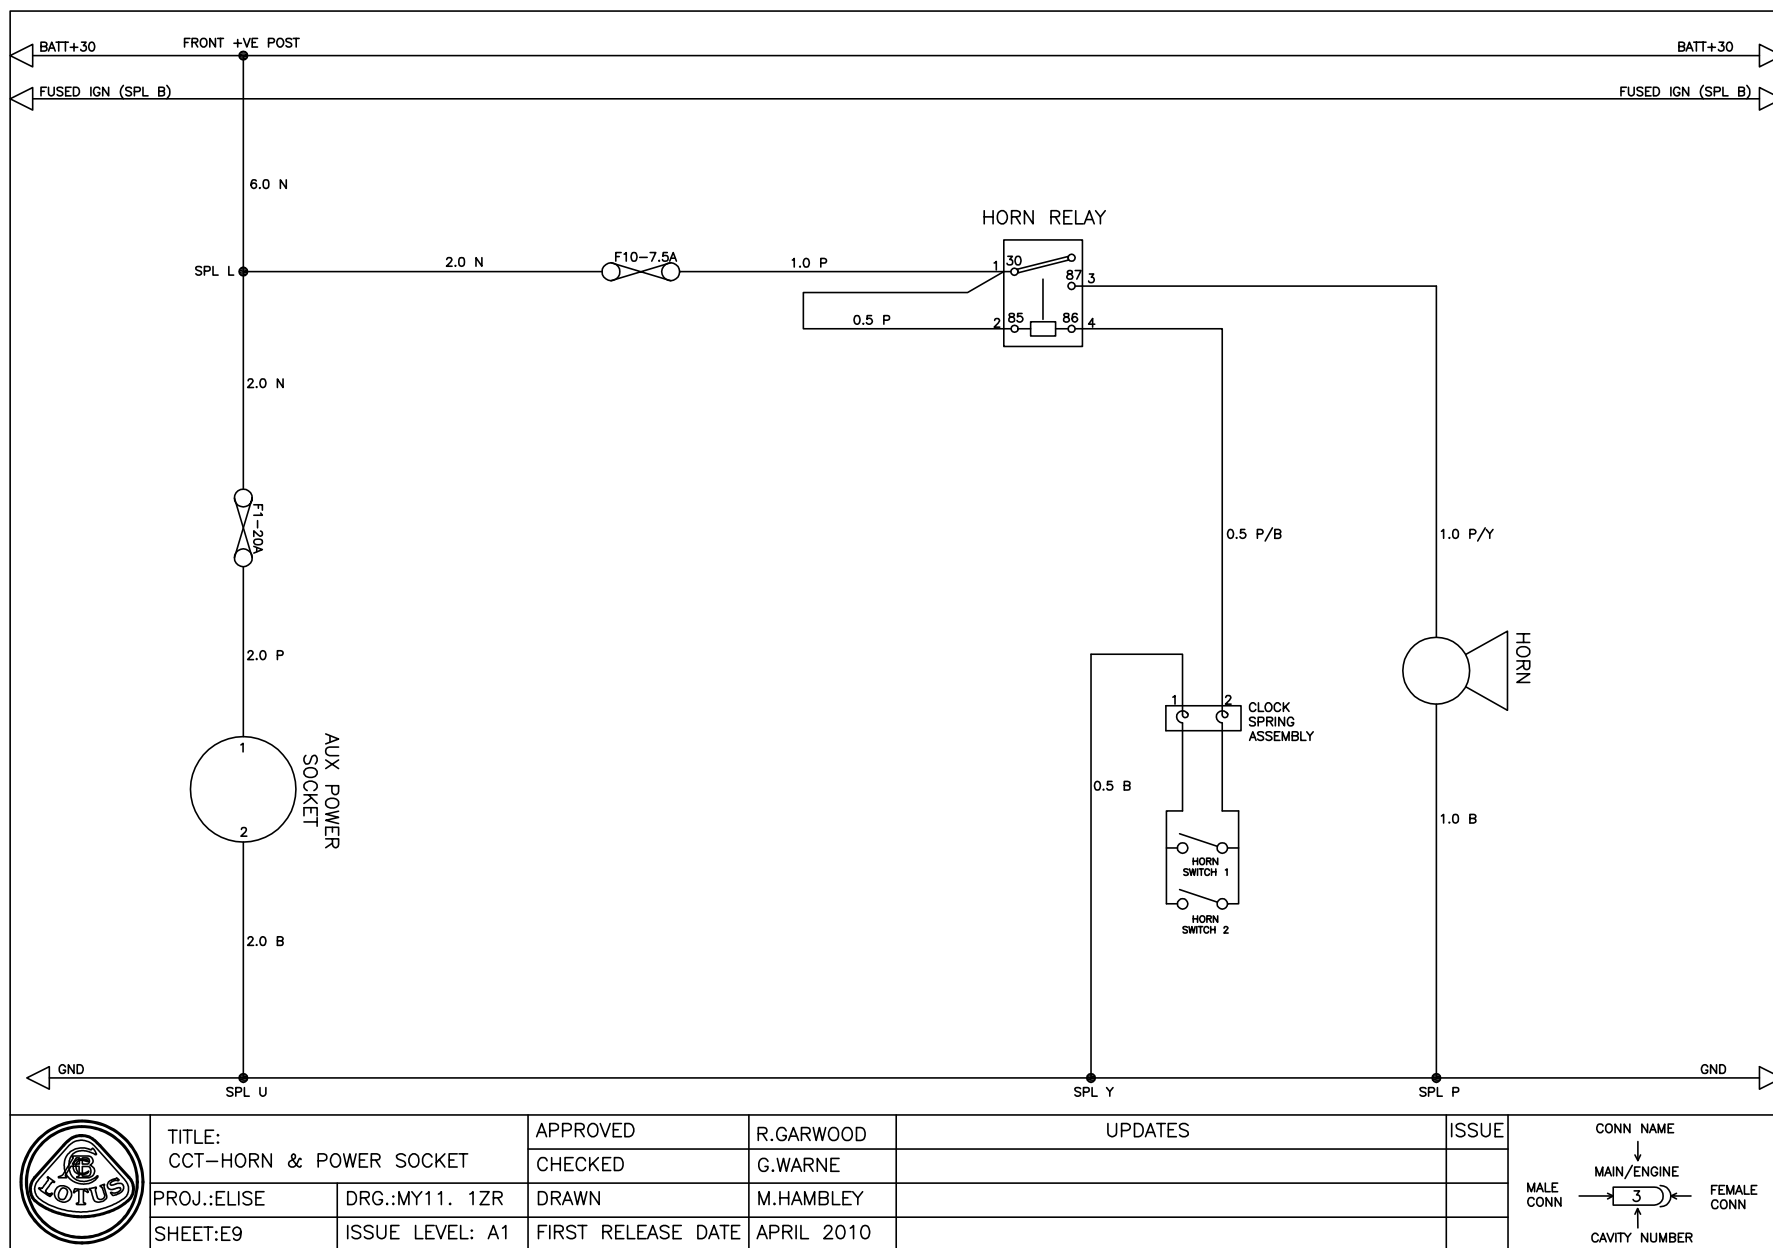 BATT+30
FRONT +VE POST
BATT+30
FUSED IGN (SPL B)
FUSED IGN (SPL B)
6.0 N
HORN RELAY
SPL L
2.0 N
F10-7.5A
1.0 P
1
30
87
3
0.5 P
2
85
86
4
2.0 N
F1-20A
0.5 P/B
1.0 P/Y
2.0 P
HORN
1
2
CLOCK
SPRING
ASSEMBLY
AUX POWER
SOCKET
1
2
0.5 B
1.0 B
HORN
SWITCH 1
HORN
SWITCH 2
2.0 B
GND
GND
SPL U
SPL Y
SPL P
LOTUS
TITLE:
CCT-HORN & POWER SOCKET
PROJ.:ELISE
DRG.:MY11. 1ZR
SHEET:E9
ISSUE LEVEL: A1
APPROVED
R.GARWOOD
CHECKED
G.WARNE
DRAWN
M.HAMBLEY
FIRST RELEASE DATE
APRIL 2010
UPDATES
ISSUE
CONN NAME
MAIN/ENGINE
MALE
CONN
3
FEMALE
CONN
CAVITY NUMBER